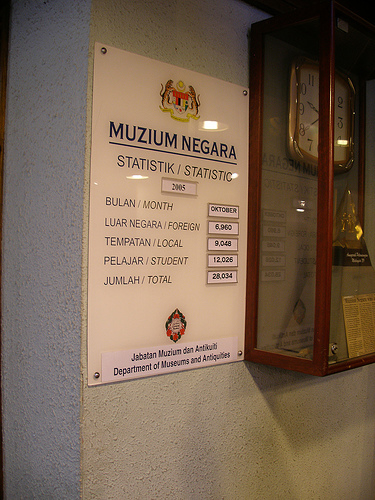 MUZIUM NEGARA
STATISTIK / STATISTIC
2005
BULAN / MONTH OKTOBER
LUAR NEGARA / FOREIGN 6,960
TEMPATAN / LOCAL 9,048
PELAJAR / STUDENT 12,026
JUMLAH / TOTAL 28,034
Jabatan Muzium dan Antikuiti
Department of Museums and Antiquities